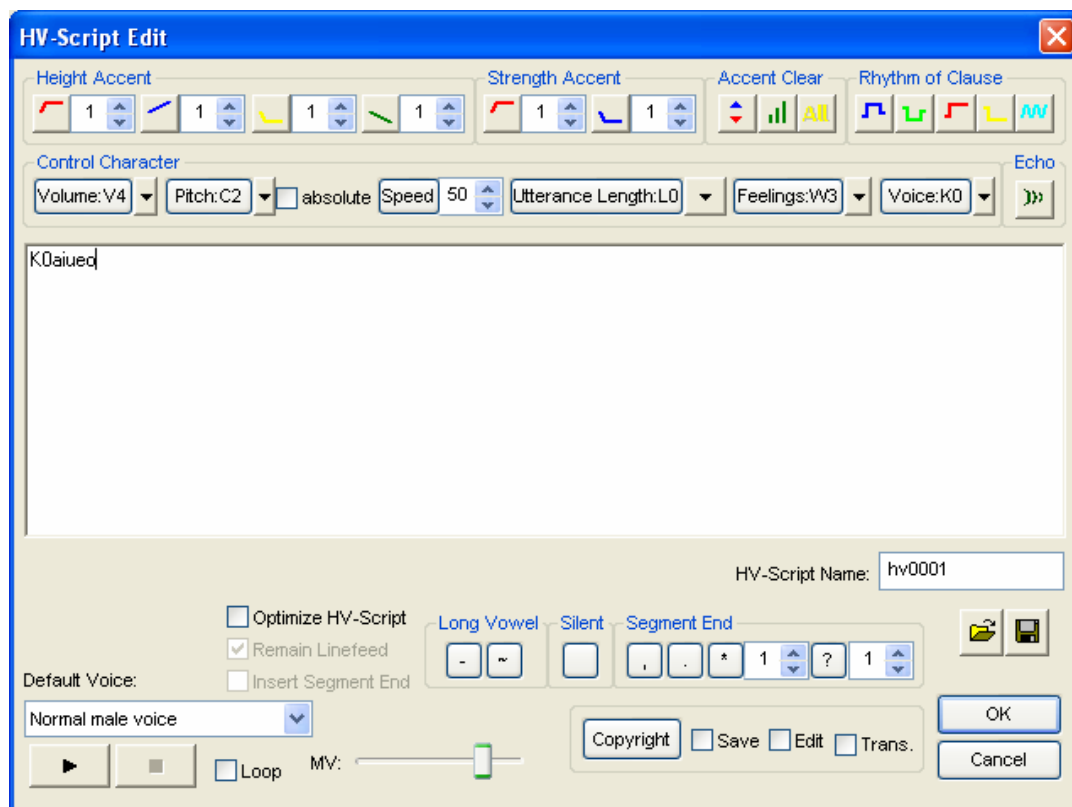 HV-Script Edit
Height Accent Strength Accent Accent Clear Rhythm of Clause
1 1 1 1 1 1 All
Control Character Echo
Volume:V4 Pitch:C2 absolute Speed 50 Utterance Length:L0 Feelings:W3 Voice:K0
K0aiueo
HV-Script Name: hv0001
Optimize HV-Script Long Vowel Silent Segment End
Remain Linefeed - ~ , . * 1 ? 1
Default Voice: Insert Segment End
Normal male voice OK
Copyright Save Edit Trans.
Loop MV: Cancel